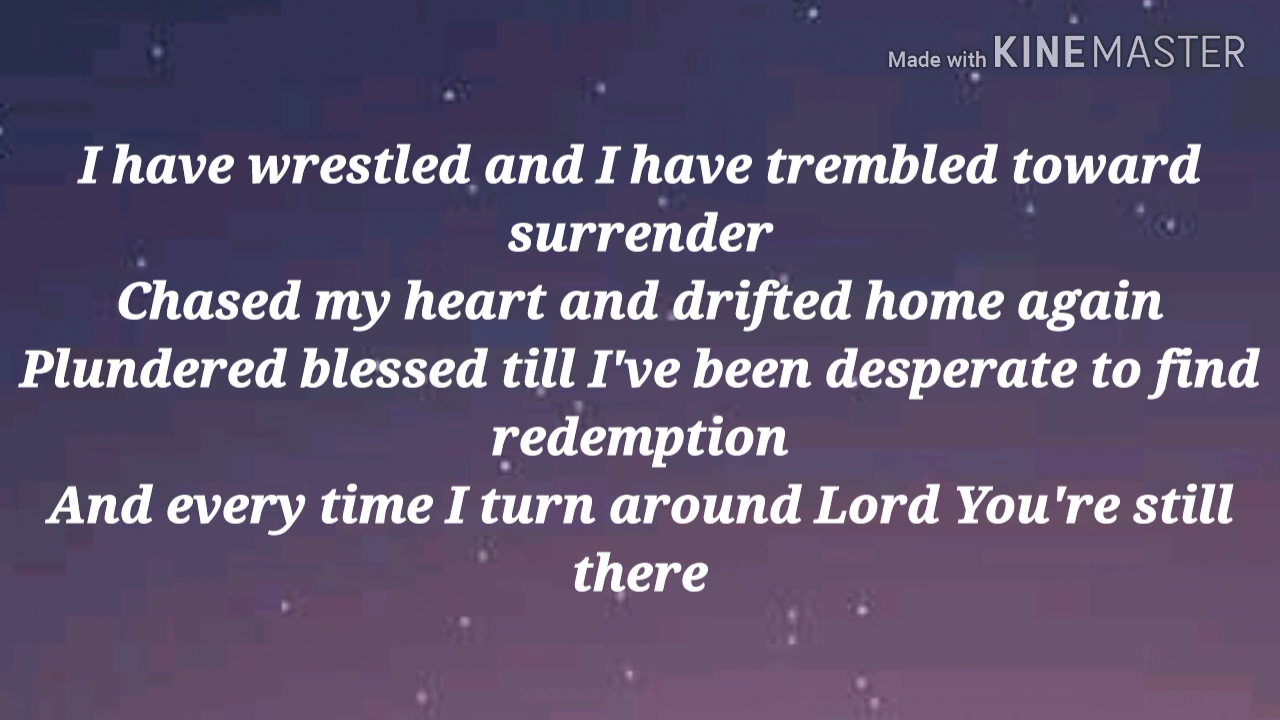 Made with KINEMASTER
I have wrestled and I have trembled toward
surrender
Chased my heart and drifted home again
Plundered blessed till I've been desperate to find
redemption
And every time I turn around Lord You're still
there